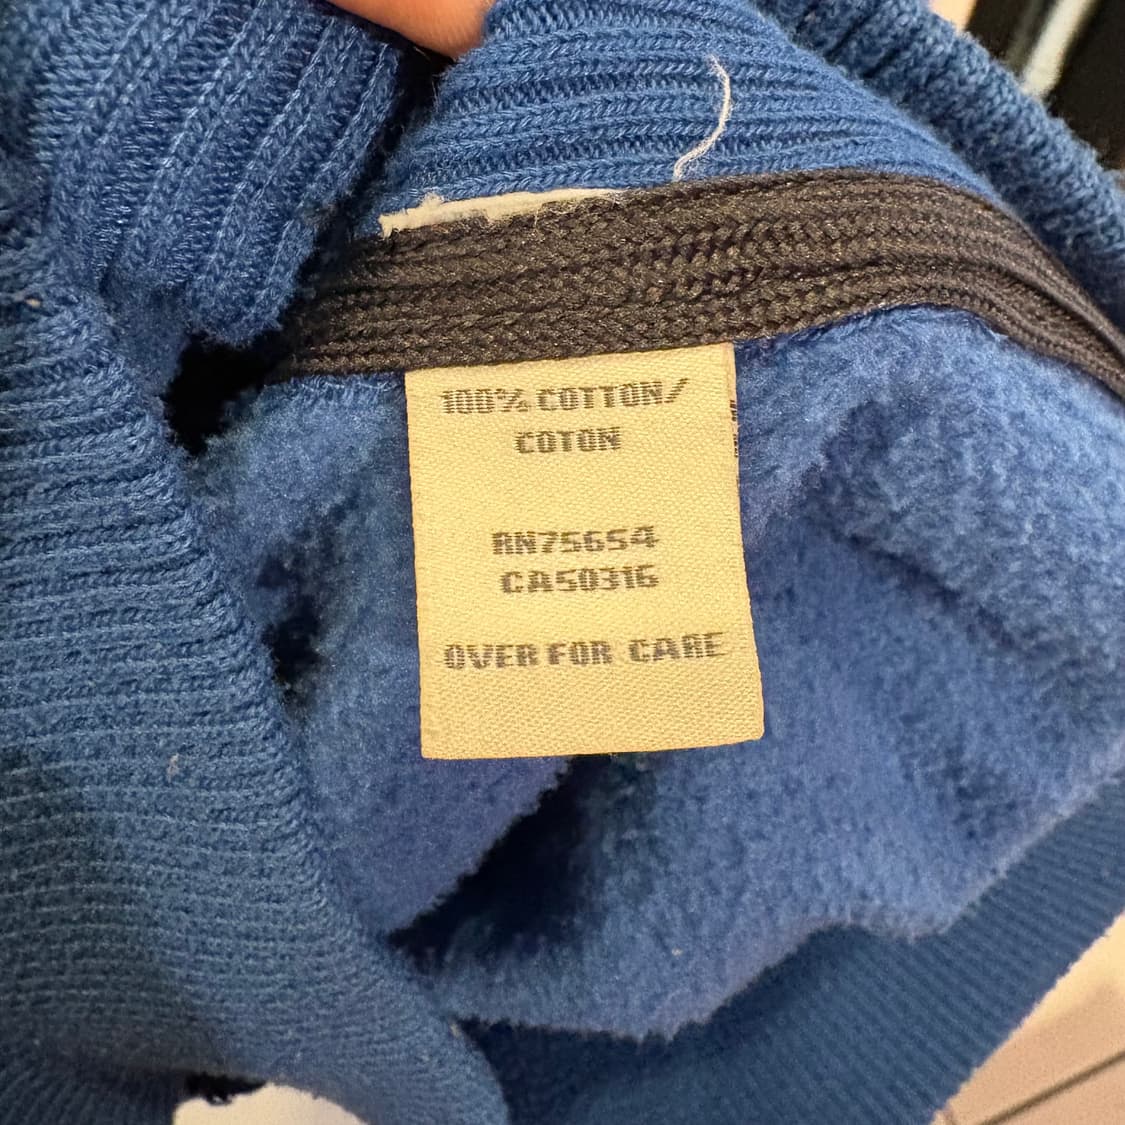 100% COTTON/
COTON
RN75654
CA50316
OVER FOR CARE